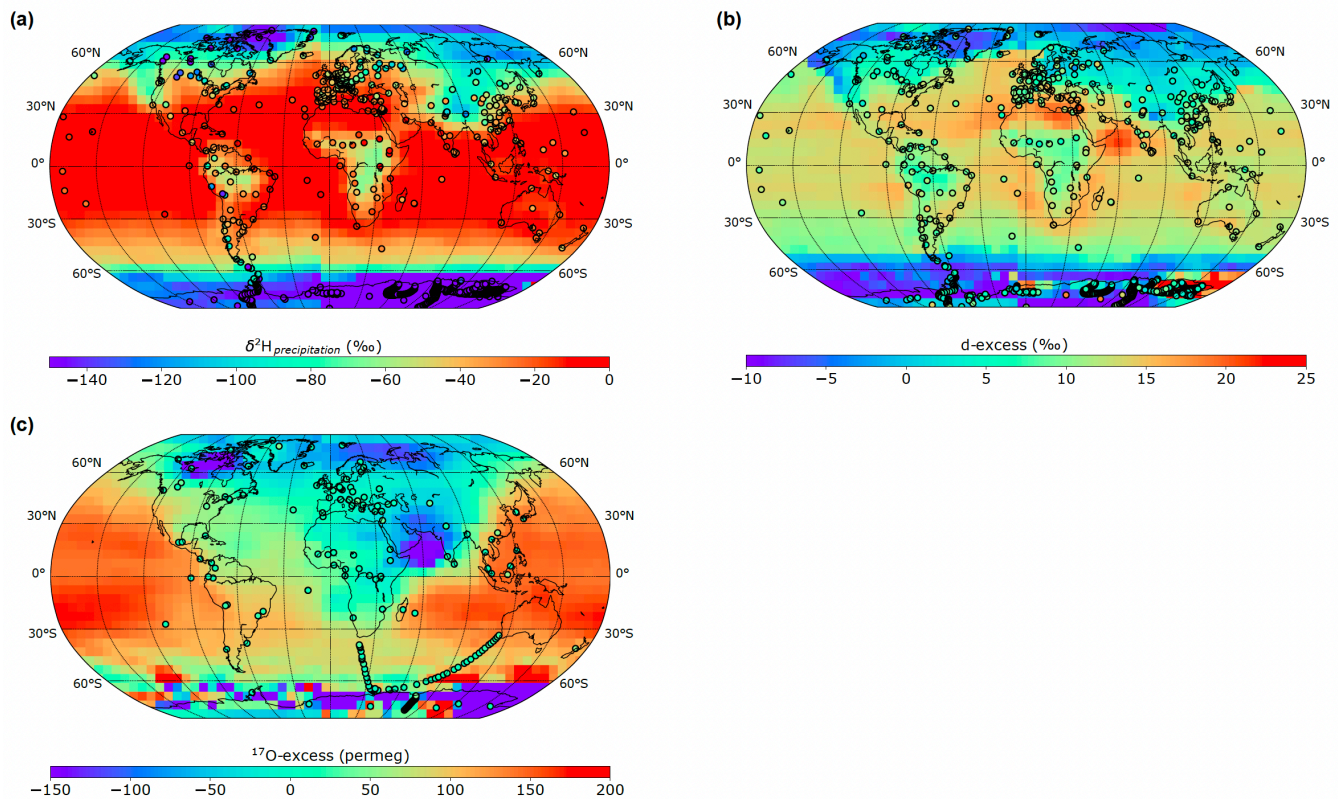 (a)
60°N
60°N
30°N
30°N
0°
0°
30°S
30°S
60°S
60°S
δ²H precipitation (‰)
−140 −120 −100 −80 −60 −40 −20 0
(b)
60°N
60°N
30°N
30°N
0°
0°
30°S
30°S
60°S
60°S
d-excess (‰)
−10 −5 0 5 10 15 20 25
(c)
60°N
60°N
30°N
30°N
0°
0°
30°S
30°S
60°S
60°S
¹⁷O-excess (permeg)
−150 −100 −50 0 50 100 150 200